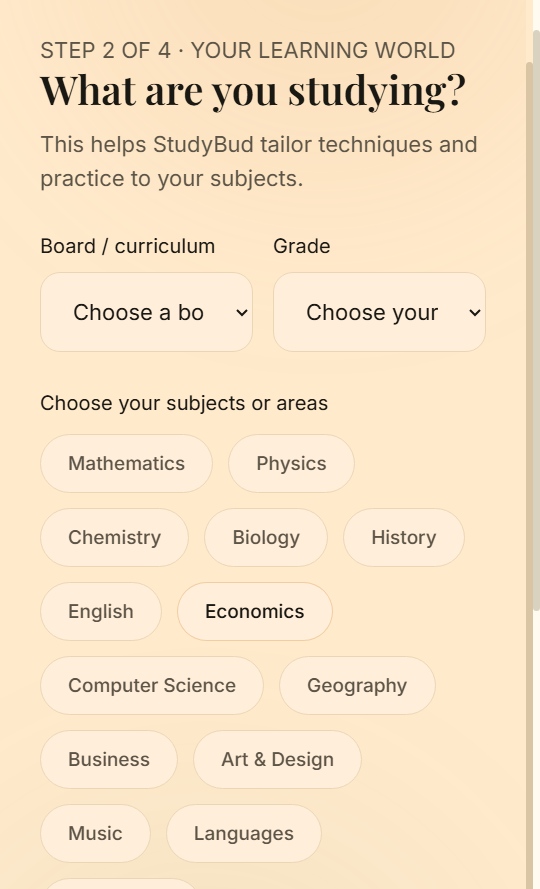 STEP 2 OF 4 · YOUR LEARNING WORLD
What are you studying?
This helps StudyBud tailor techniques and
practice to your subjects.
Board / curriculum Grade
Choose a bo Choose your
Choose your subjects or areas
Mathematics Physics
Chemistry Biology History
English Economics
Computer Science Geography
Business Art & Design
Music Languages